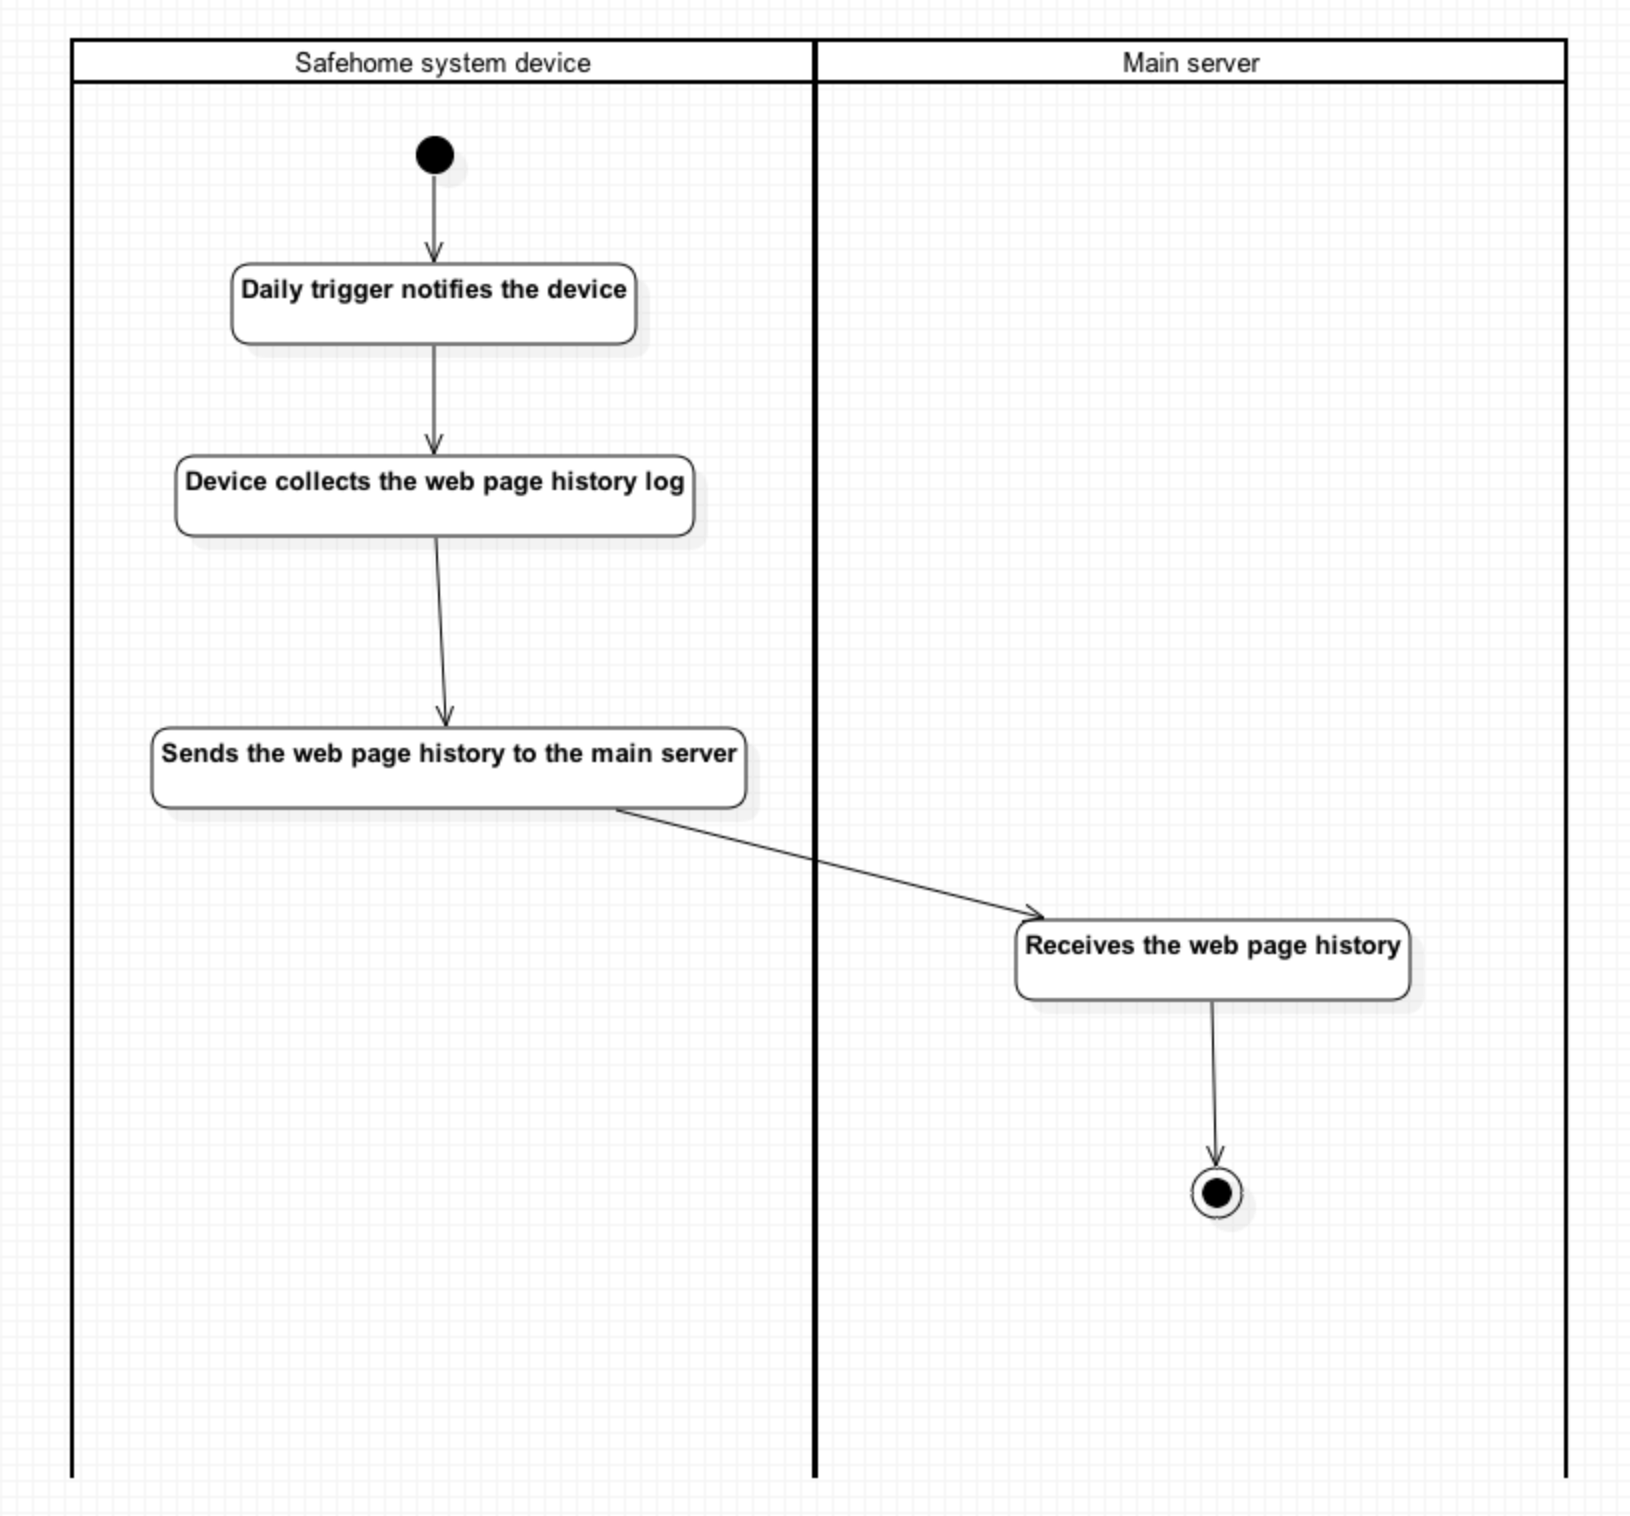 Safehome system device
Main server
Daily trigger notifies the device
Device collects the web page history log
Sends the web page history to the main server
Receives the web page history